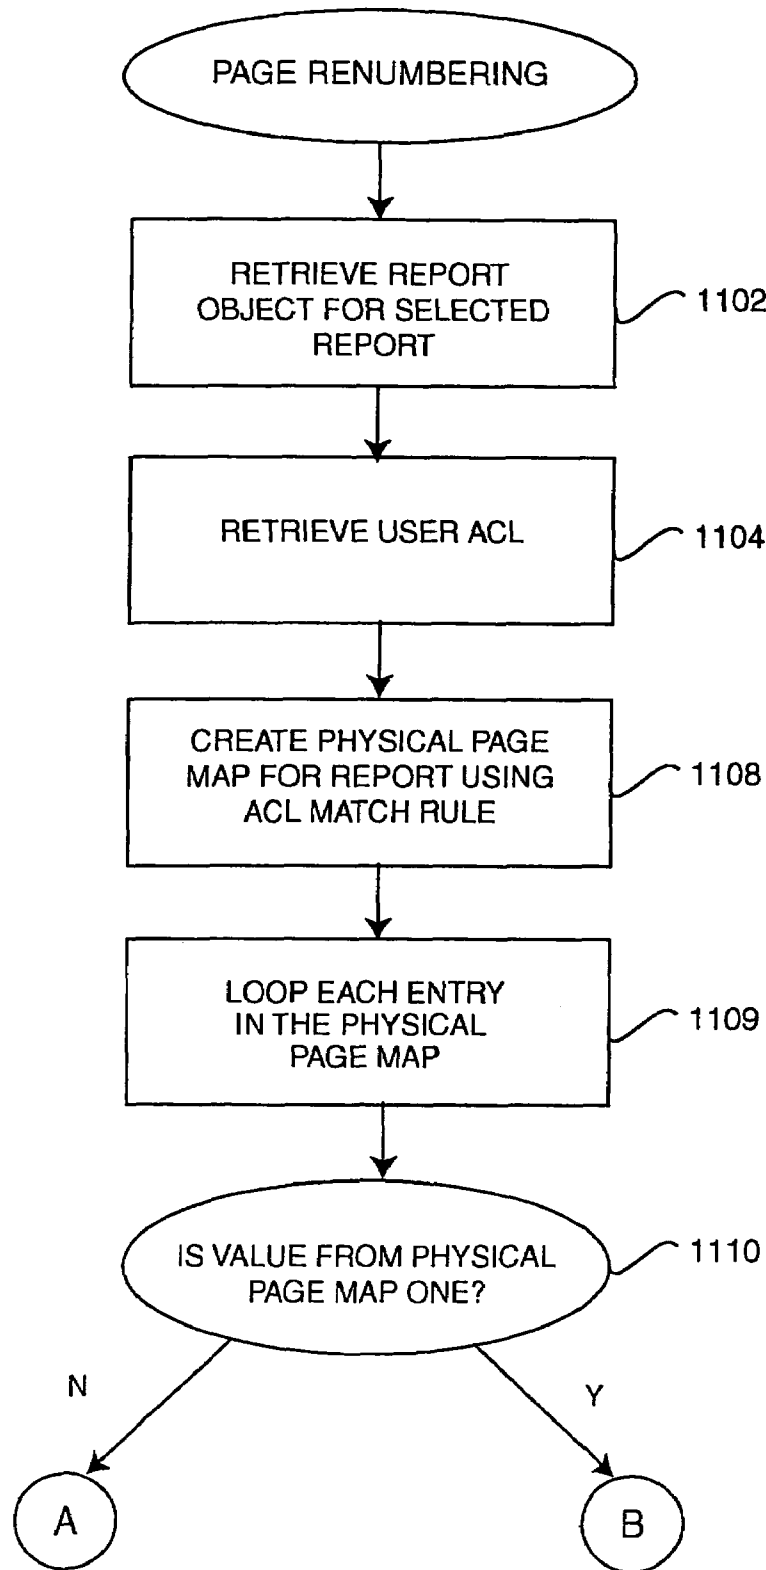 PAGE RENUMBERING
RETRIEVE REPORT
OBJECT FOR SELECTED
REPORT
1102
RETRIEVE USER ACL
1104
CREATE PHYSICAL PAGE
MAP FOR REPORT USING
ACL MATCH RULE
1108
LOOP EACH ENTRY
IN THE PHYSICAL
PAGE MAP
1109
IS VALUE FROM PHYSICAL
PAGE MAP ONE?
1110
N
Y
A
B